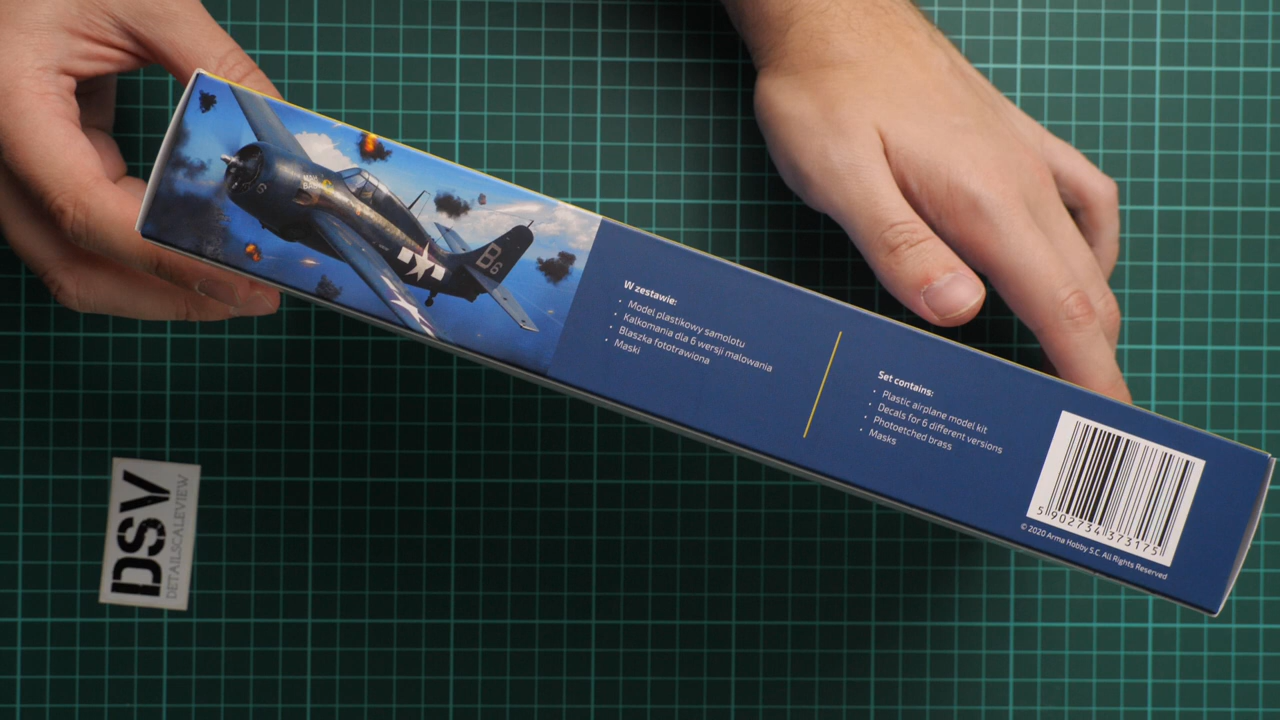 B6
W zestawie:
• Model plastikowy samolotu
• Kalkomania dla 6 wersji malowania
• Blaszka fototrawiona
• Maski
Set contains:
• Plastic airplane model kit
• Decals for 6 different versions
• Photoetched brass
• Masks
5 902734 373175
© 2020 Arma Hobby S.C. All Rights Reserved
DSV
DETAILSCALEVIEW